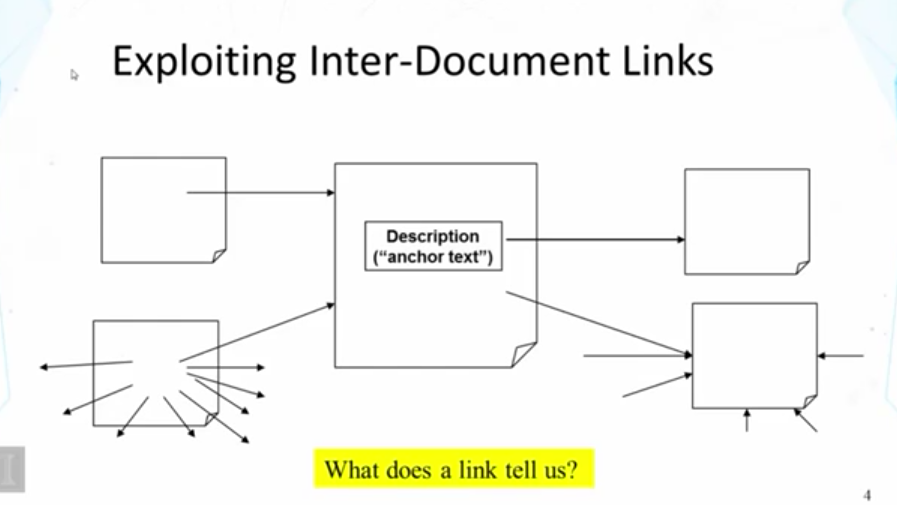 Exploiting Inter-Document Links
Description
("anchor text")
What does a link tell us?
I
4